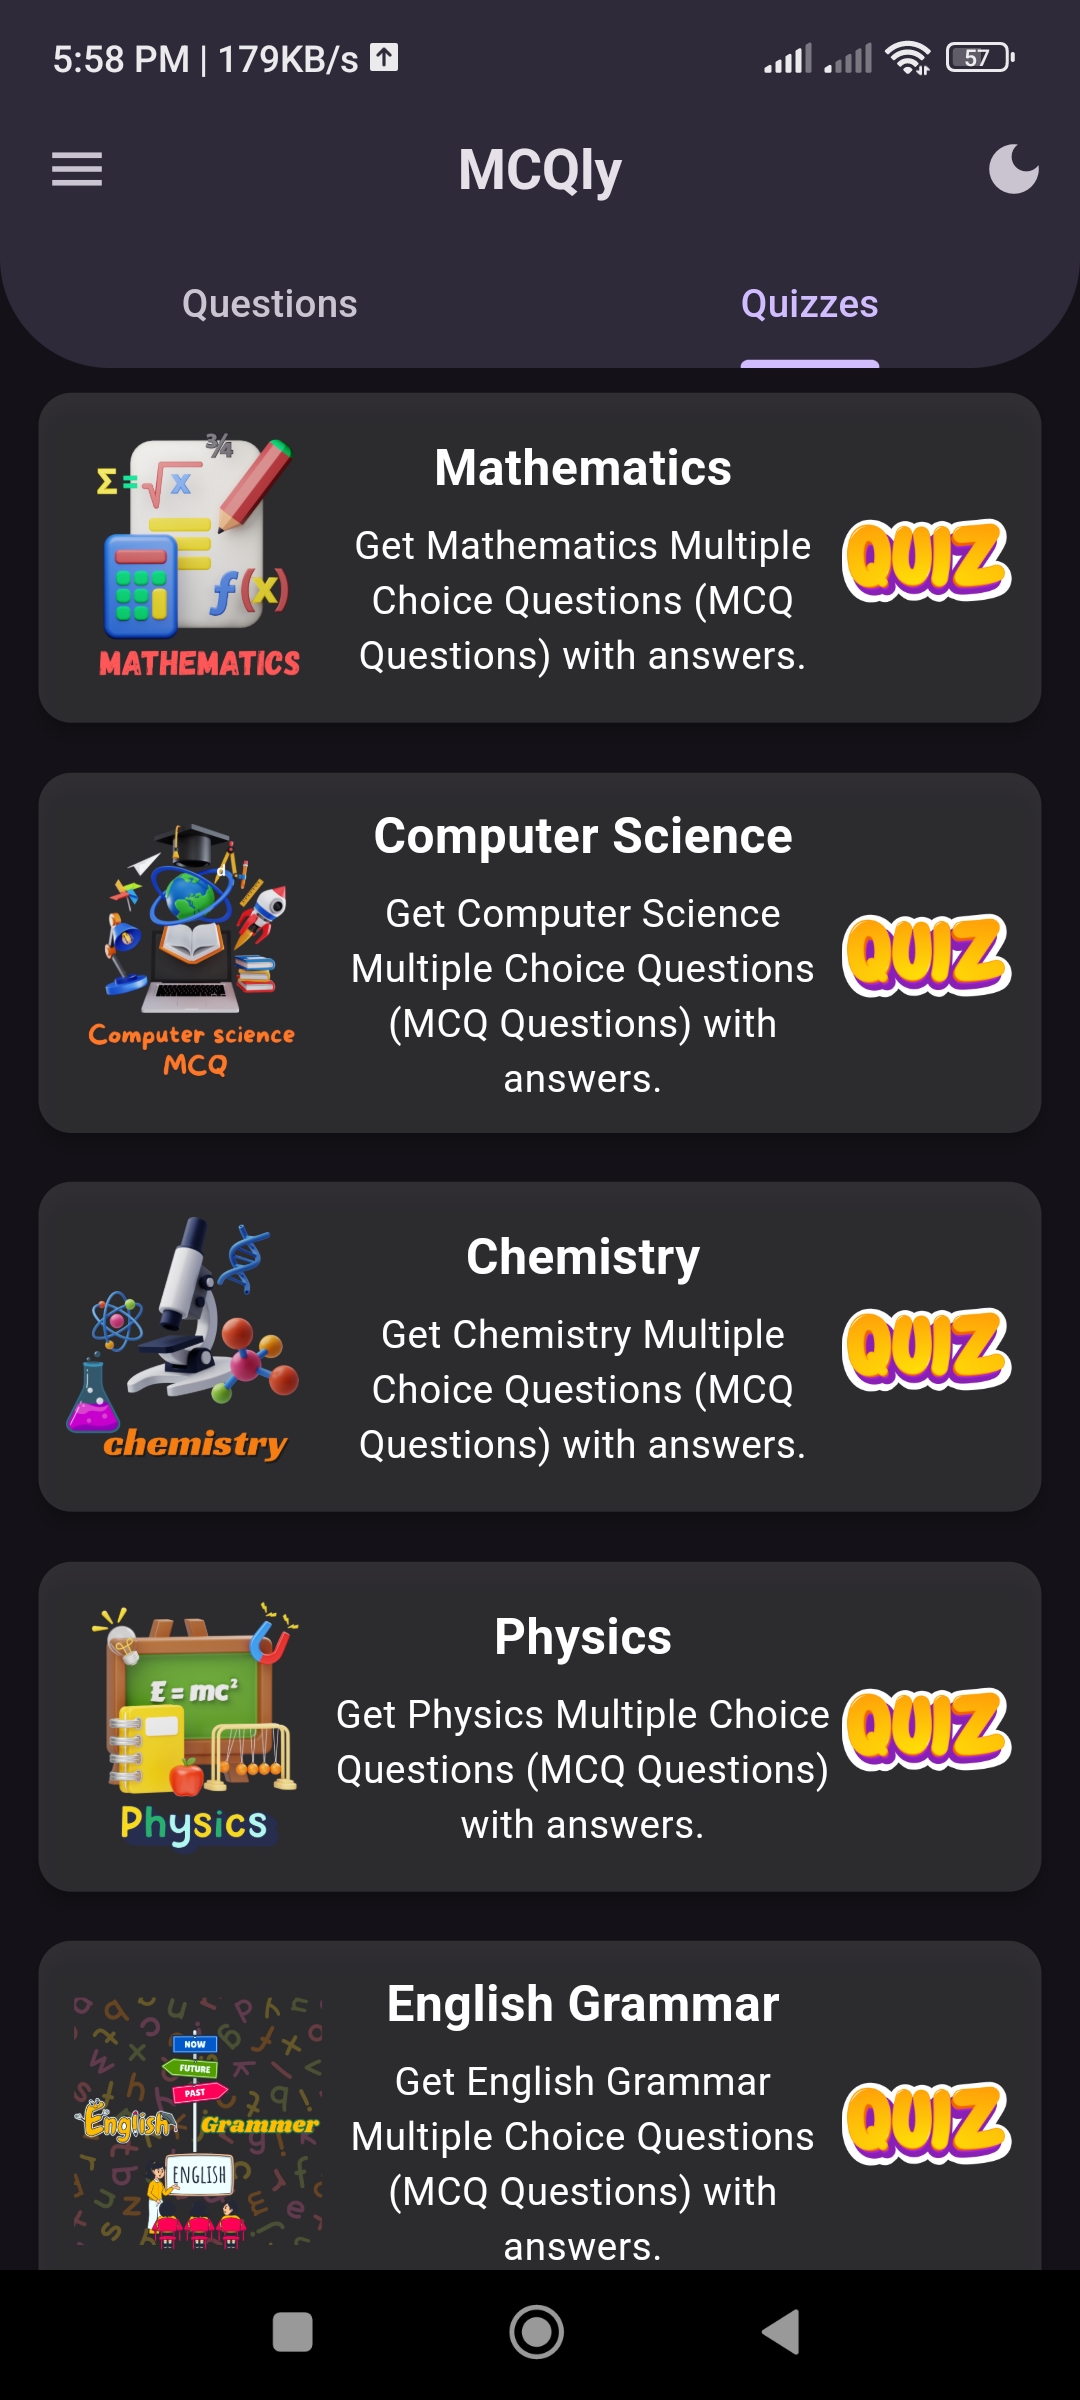 5:58 PM | 179KB/s
57
MCQly
Questions
Quizzes
Σ=√x
¾
f(x)
MATHEMATICS
Mathematics
Get Mathematics Multiple
Choice Questions (MCQ
Questions) with answers.
QUIZ
d
Computer science
MCQ
Computer Science
Get Computer Science
Multiple Choice Questions
(MCQ Questions) with
answers.
QUIZ
chemistry
Chemistry
Get Chemistry Multiple
Choice Questions (MCQ
Questions) with answers.
QUIZ
E = mc²
Physics
Physics
Get Physics Multiple Choice
Questions (MCQ Questions)
with answers.
QUIZ
NOW
FUTURE
PAST
English Grammer
ENGLISH
English Grammar
Get English Grammar
Multiple Choice Questions
(MCQ Questions) with
answers.
QUIZ